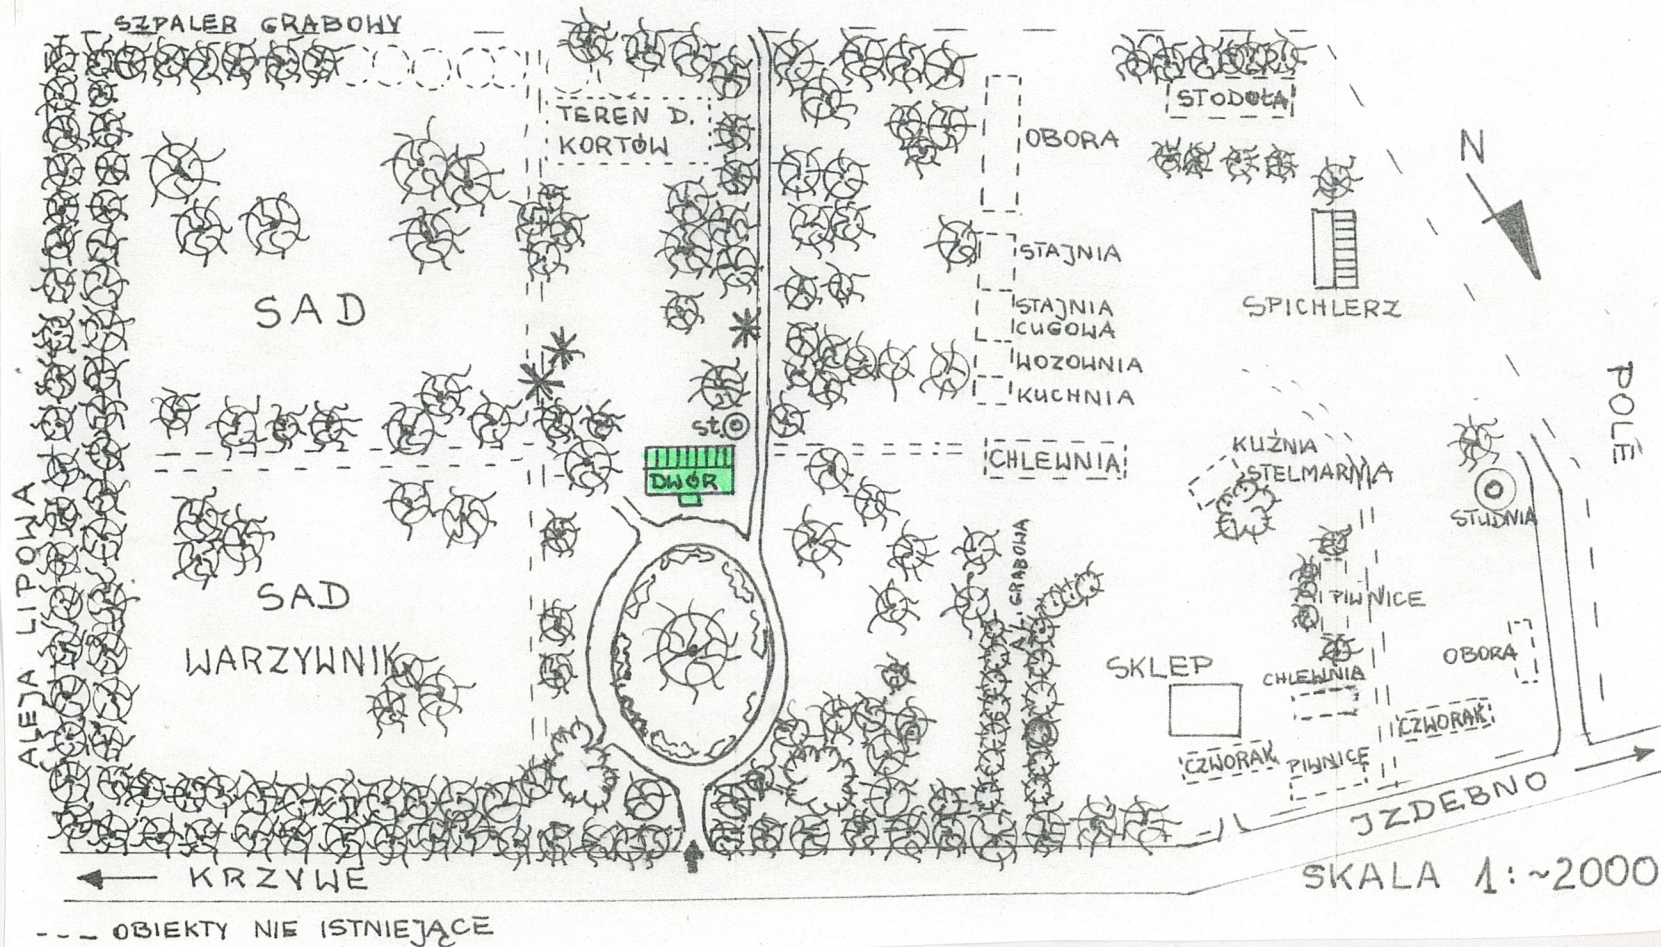 SZPALER GRABOWY
TEREN D.
KORTÓW
OBORA
STODOŁA
N
SAD
STAJNIA
STAJNIA
CUGOWA
WOZOWNIA
KUCHNIA
SPICHLERZ
POLE
st.
DWÓR
CHLEWNIA
KUŹNIA
STELMARNIA
STUDNIA
ALEJA LIPOWA
SAD
WARZYWNIK
AL. GRABOWA
PIWNICE
SKLEP
CHLEWNIA
OBORA
CZWORAK
CZWORAK
PIWNICE
IZDEBNO
KRZYWE
SKALA 1:~2000
--- OBIEKTY NIE ISTNIEJĄCE